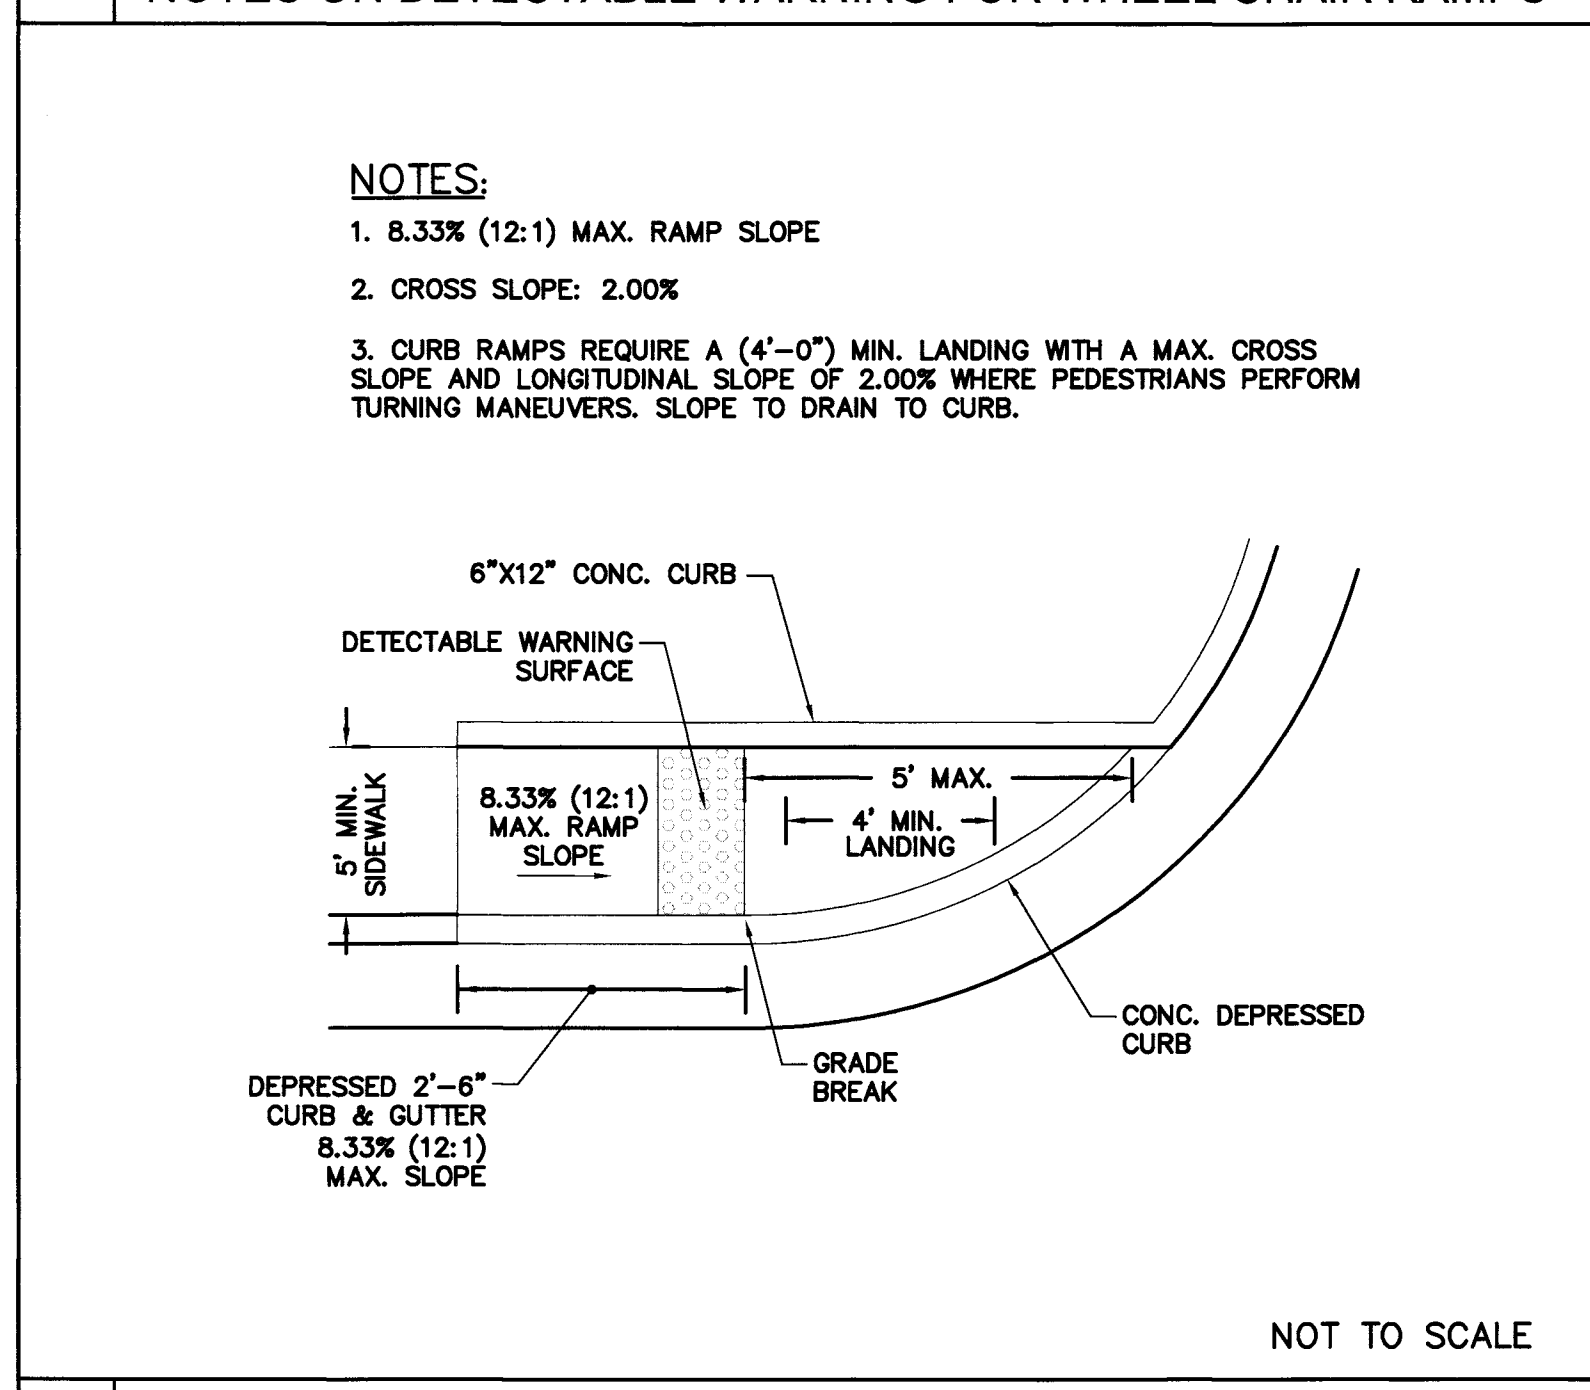 NOTES:
1. 8.33% (12:1) MAX. RAMP SLOPE
2. CROSS SLOPE: 2.00%
3. CURB RAMPS REQUIRE A (4'-0") MIN. LANDING WITH A MAX. CROSS
SLOPE AND LONGITUDINAL SLOPE OF 2.00% WHERE PEDESTRIANS PERFORM
TURNING MANEUVERS. SLOPE TO DRAIN TO CURB.
6"X12" CONC. CURB
DETECTABLE WARNING
SURFACE
5' MIN.
SIDEWALK
8.33% (12:1)
MAX. RAMP
SLOPE
5' MAX.
4' MIN.
LANDING
CONC. DEPRESSED
CURB
GRADE
BREAK
DEPRESSED 2'-6"
CURB & GUTTER
8.33% (12:1)
MAX. SLOPE
NOT TO SCALE